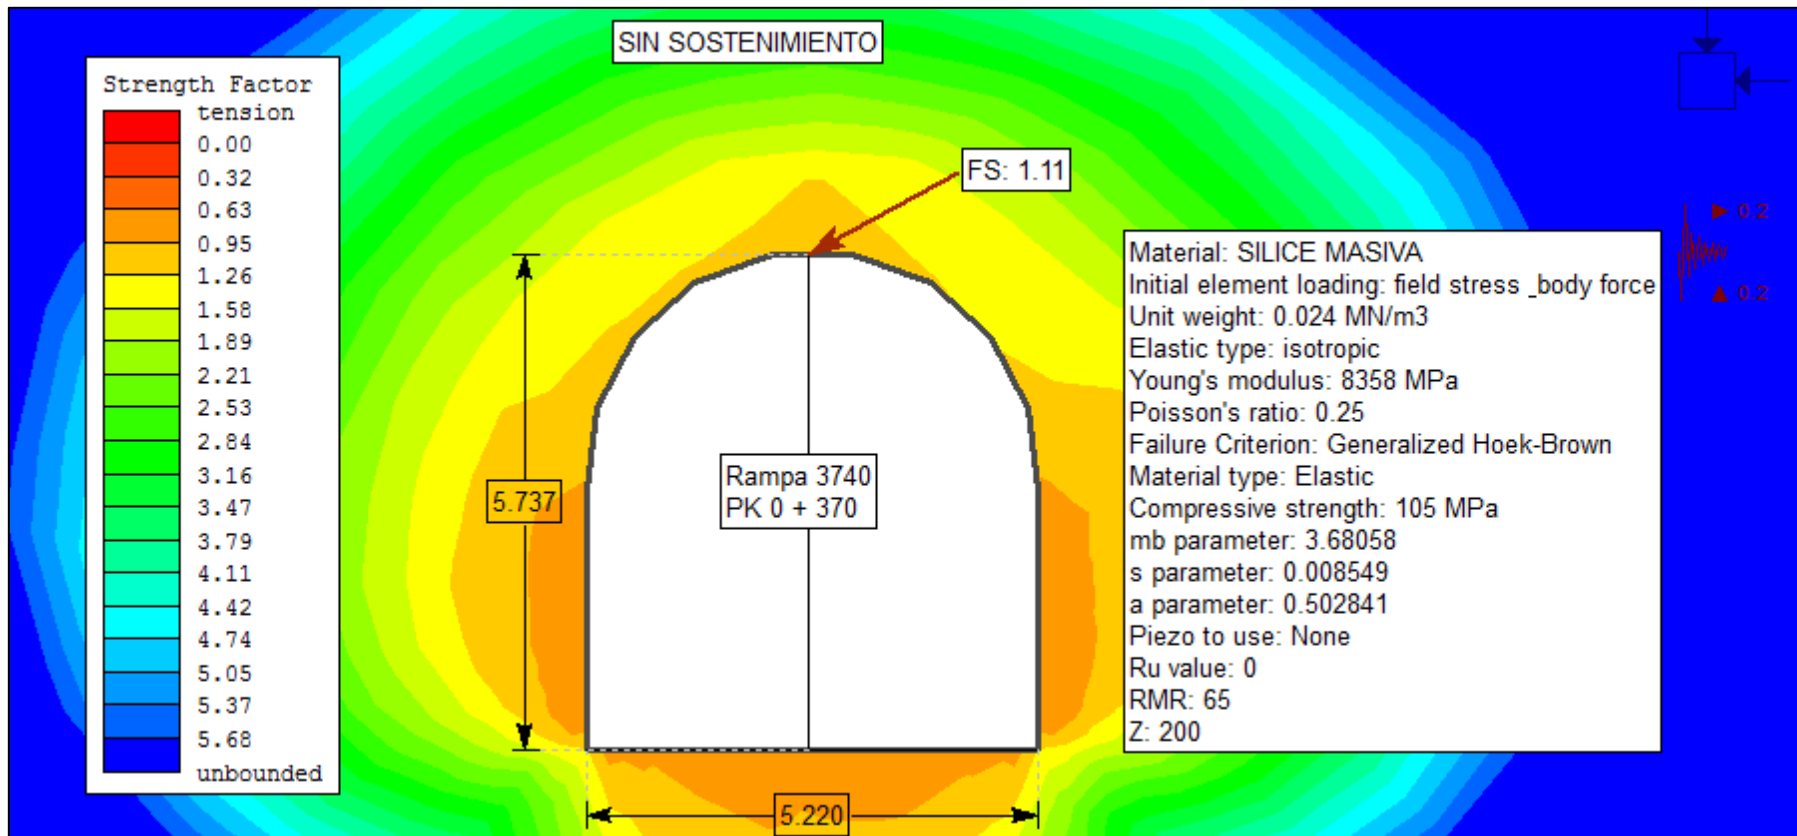 SIN SOSTENIMIENTO
Strength Factor
tension
0.00
0.32
0.63
0.95
1.26
1.58
1.89
2.21
2.53
2.84
3.16
3.47
3.79
4.11
4.42
4.74
5.05
5.37
5.68
unbounded
FS: 1.11
0.2
0.2
Material: SILICE MASIVA
Initial element loading: field stress _body force
Unit weight: 0.024 MN/m3
Elastic type: isotropic
Young's modulus: 8358 MPa
Poisson's ratio: 0.25
Failure Criterion: Generalized Hoek-Brown
Material type: Elastic
Compressive strength: 105 MPa
mb parameter: 3.68058
s parameter: 0.008549
a parameter: 0.502841
Piezo to use: None
Ru value: 0
RMR: 65
Z: 200
Rampa 3740
PK 0 + 370
5.737
5.220